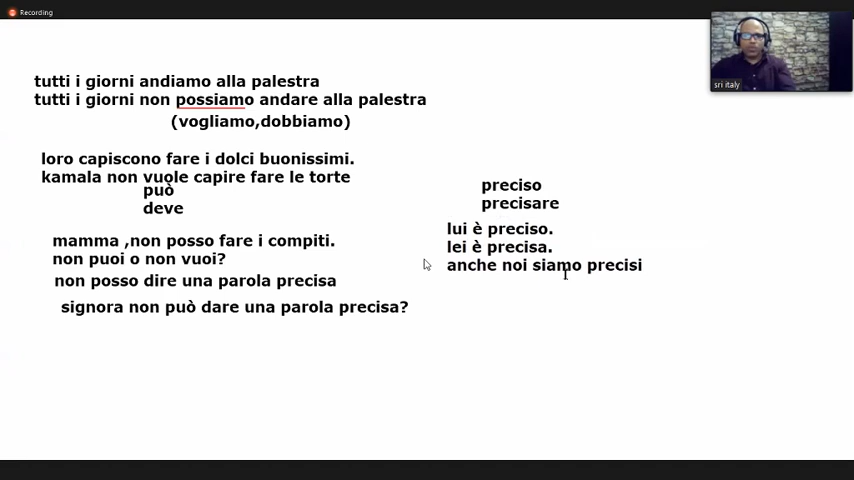 Recording
sri italy
tutti i giorni andiamo alla palestra
tutti i giorni non possiamo andare alla palestra
(vogliamo,dobbiamo)
loro capiscono fare i dolci buonissimi.
kamala non vuole capire fare le torte
può
deve
mamma ,non posso fare i compiti.
non puoi o non vuoi?
non posso dire una parola precisa
signora non può dare una parola precisa?
preciso
precisare
lui è preciso.
lei è precisa.
anche noi siamo precisi